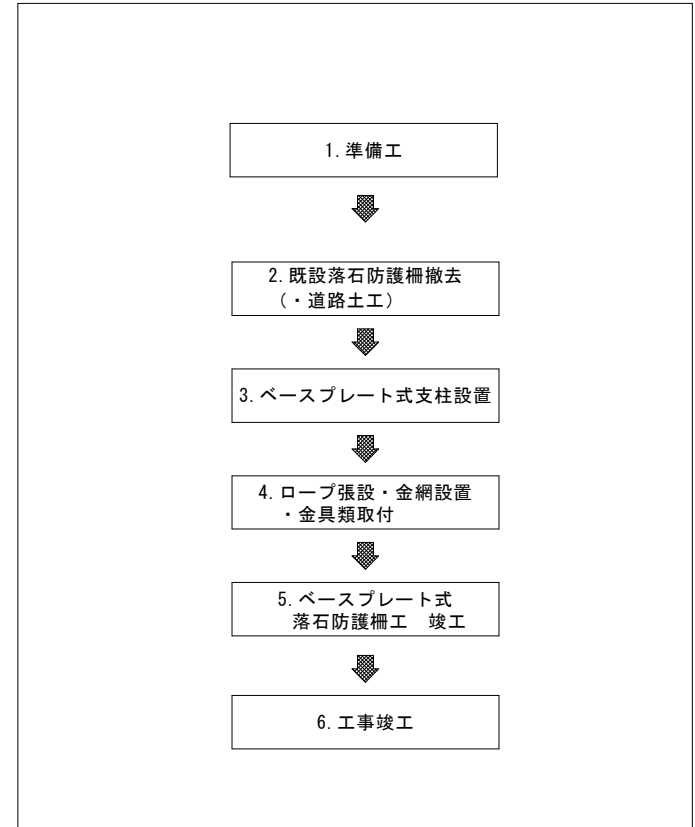 1.準備工
2.既設落石防護柵撤去
(・道路土工)
3.ベースプレート式支柱設置
4.ロープ張設・金網設置
・金具類取付
5.ベースプレート式
落石防護柵工　竣工
6.工事竣工